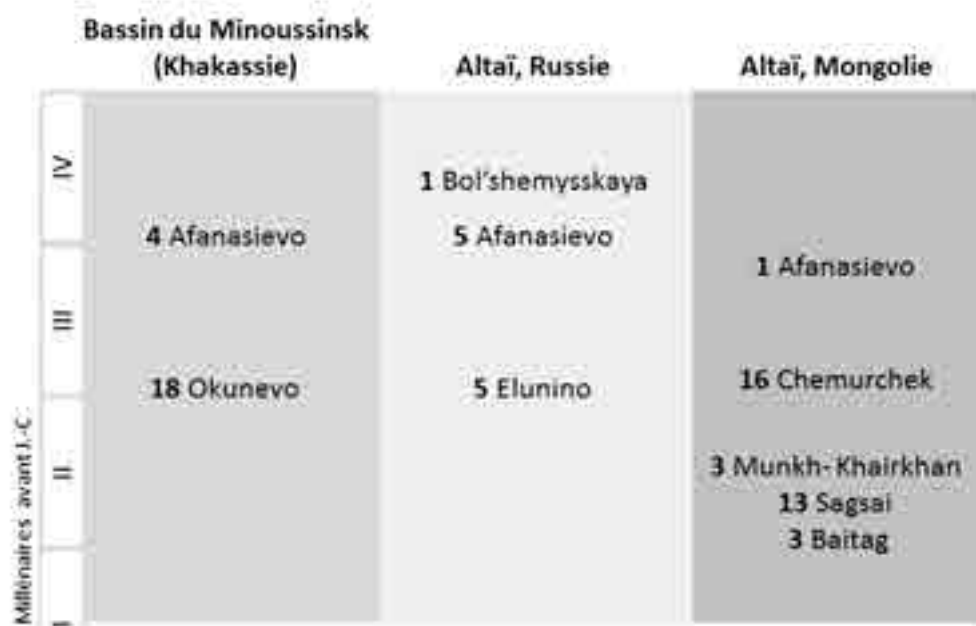 Bassin du Minoussinsk
(Khakassie)
Altaï, Russie
Altaï, Mongolie
IV
1 Bol'shemysskaya
4 Afanasievo
5 Afanasievo
1 Afanasievo
III
18 Okunevo
5 Elunino
16 Chemurchek
II
3 Munkh-Khairkhan
13 Sagsai
3 Baitag
Millénaires avant J.-C.